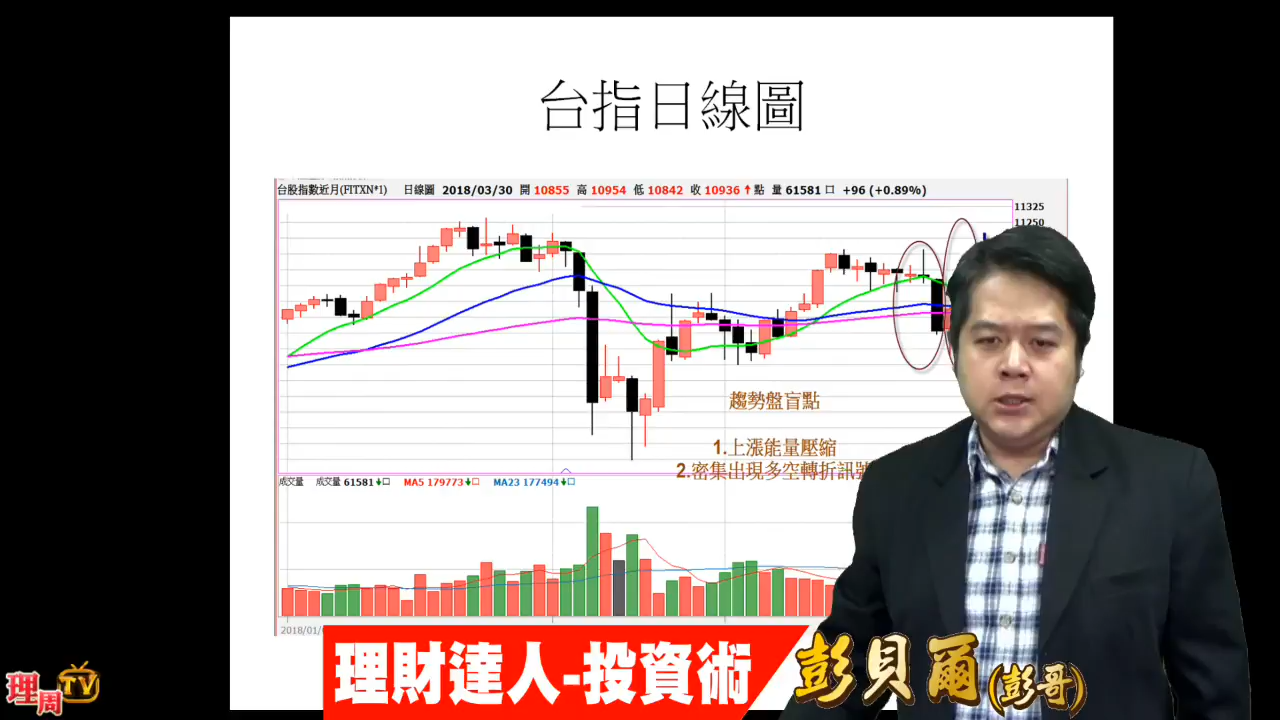 台指日線圖
台股指數近月(FITXN*1) 日線圖 2018/03/30 開 10855 高 10954 低 10842 收 10936 點 量 61581 口 +96 (+0.89%)
11325
11250
趨勢盤盲點
1.上漲能量壓縮
2.密集出現多空轉折訊號
成交量 成交量 61581 口 MA5 179773 口 MA23 177494 口
2018/01/
理財達人-投資術
彭貝爾(彭哥)
理周TV